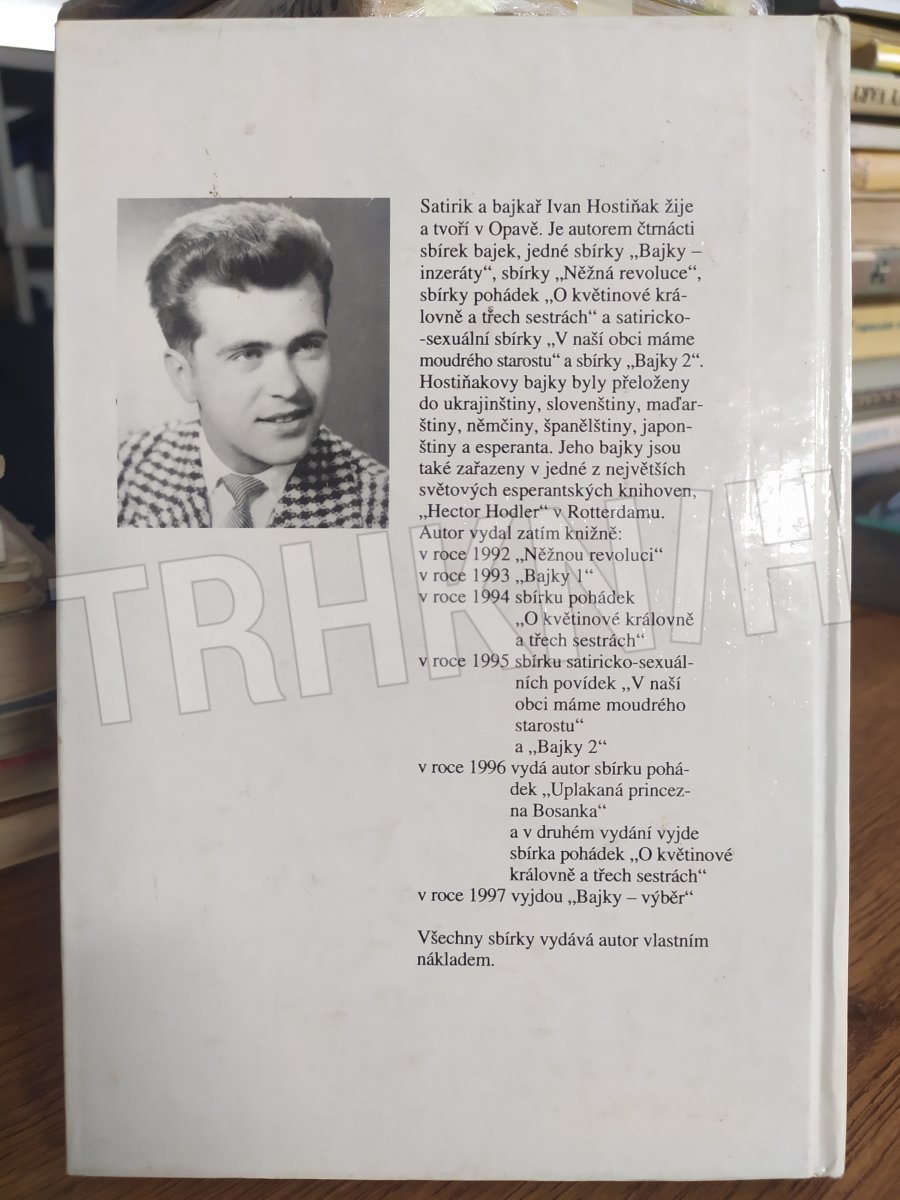 Satirik a bajkař Ivan Hostiňak žije
a tvoří v Opavě. Je autorem čtrnácti
sbírek bajek, jedné sbírky „Bajky –
inzeráty“, sbírky „Něžná revoluce“,
sbírky pohádek „O květinové krá-
lovně a třech sestrách“ a satiricko-
-sexuální sbírky „V naší obci máme
moudrého starostu“ a sbírky „Bajky 2“.
Hostiňakovy bajky byly přeloženy
do ukrajinštiny, slovenštiny, maďar-
štiny, němčiny, španělštiny, japon-
štiny a esperanta. Jeho bajky jsou
také zařazeny v jedné z největších
světových esperantských knihoven,
„Hector Hodler“ v Rotterdamu.
Autor vydal zatím knižně:
v roce 1992 „Něžnou revoluci“
v roce 1993 „Bajky 1“
v roce 1994 sbírku pohádek
„O květinové královně
a třech sestrách“
v roce 1995 sbírku satiricko-sexuál-
ních povídek „V naší
obci máme moudrého
starostu“
a „Bajky 2“
v roce 1996 vydá autor sbírku pohá-
dek „Uplakaná princez-
na Bosanka“
a v druhém vydání vyjde
sbírka pohádek „O květinové
královně a třech sestrách“
v roce 1997 vyjdou „Bajky – výběr“
Všechny sbírky vydává autor vlastním
nákladem.
TRHKNIH